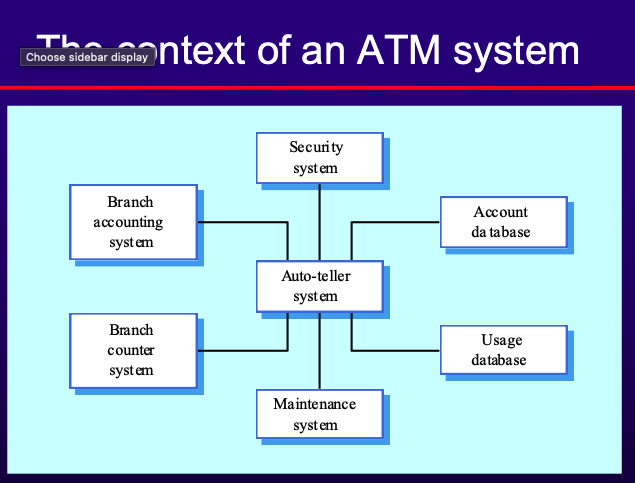 The context of an ATM system
Choose sidebar display
Security
system
Branch
accounting
system
Account
database
Auto-teller
system
Branch
counter
system
Usage
database
Maintenance
system